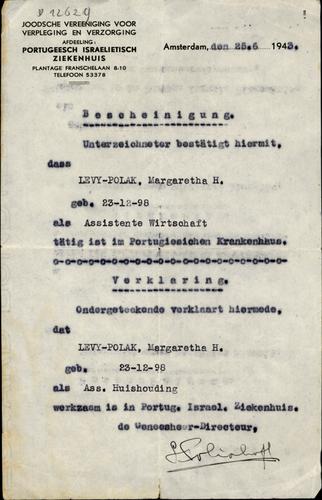 P 12629
JOODSCHE VEREENIGING VOOR
VERPLEGING EN VERZORGING
AFDEELING:
PORTUGEESCH ISRAELIETISCH
ZIEKENHUIS
PLANTAGE FRANSCHELAAN 8-10
TELEFOON 53378
Amsterdam, den 25.6 1943.
Bescheinigung.
Unterzeichneter bestätigt hiermit,
dass
LEVY-POLAK, Margaretha H.
geb. 23-12-98
als Assistente Wirtschaft
tätig ist im Portugiesichen Krankenhaus.
o-o-o-o-o-o-o-o-o-o-o-o-o-o-o-o-o-o
Verklaring.
Ondergeteekende verklaart hiermede,
dat
LEVY-POLAK, Margaretha H.
geb. 23-12-98
als Ass. Huishouding
werkzaam is in Portug. Israel. Ziekenhuis.
de Geneesheer-Directeur,